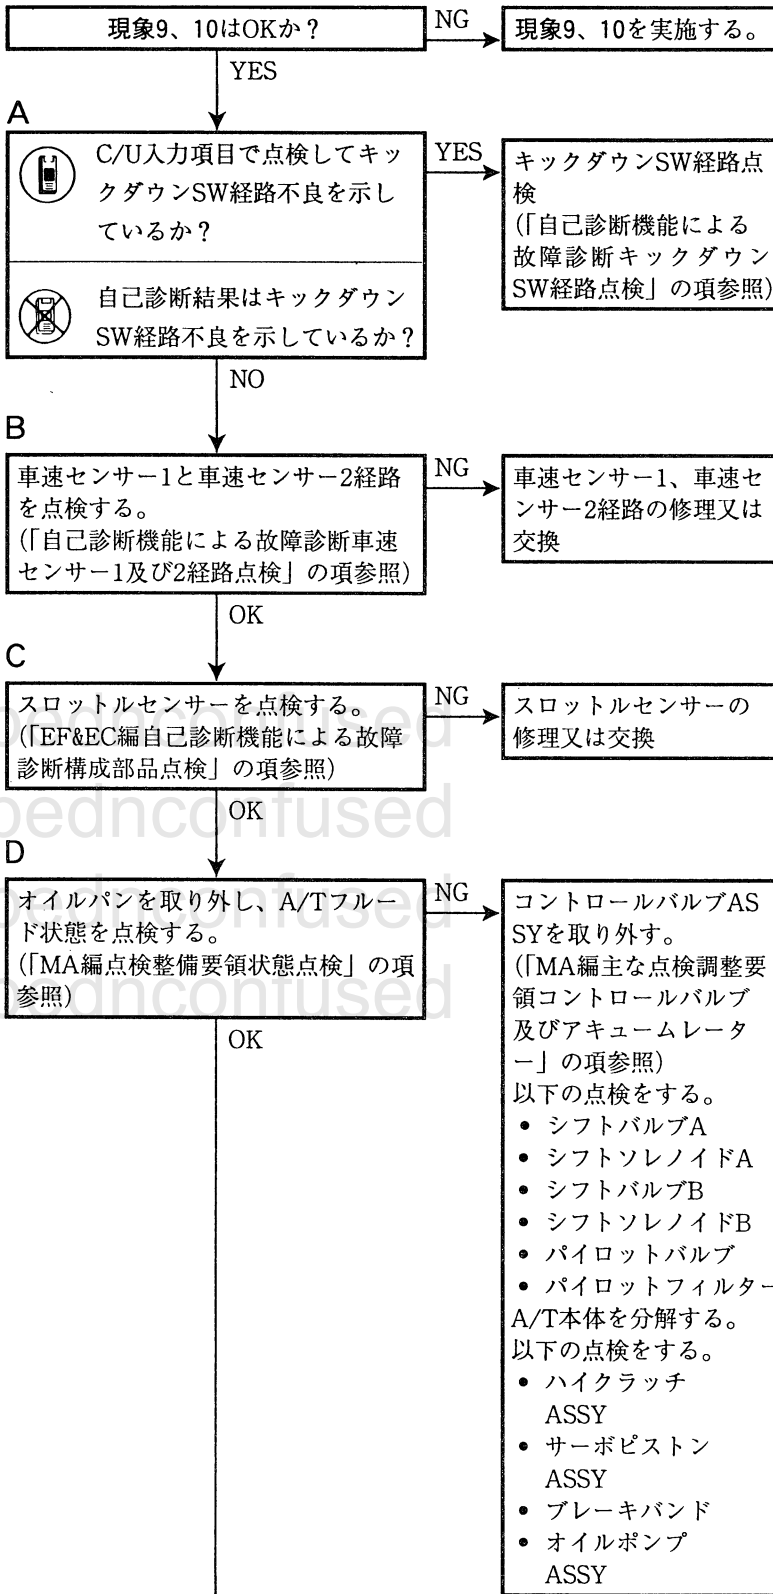 現象9、10はOKか？
NG
現象9、10を実施する。
YES
A
C/U入力項目で点検してキッ
クダウンSW経路不良を示し
ているか？
YES
キックダウンSW経路点
検
(「自己診断機能による
故障診断キックダウン
SW経路点検」の項参照)
自己診断結果はキックダウン
SW経路不良を示しているか？
NO
B
車速センサー1と車速センサー2経路
を点検する。
(「自己診断機能による故障診断車速
センサー1及び2経路点検」の項参照)
NG
車速センサー1、車速セ
ンサー2経路の修理又は
交換
OK
C
スロットルセンサーを点検する。
(「EF&EC編自己診断機能による故障
診断構成部品点検」の項参照)
NG
スロットルセンサーの
修理又は交換
OK
D
オイルパンを取り外し、A/Tフルー
ド状態を点検する。
(「MA編点検整備要領状態点検」の項
参照)
NG
コントロールバルブAS
SYを取り外す。
(「MA編主な点検調整要
領コントロールバルブ
及びアキュームレータ
ー」の項参照)
以下の点検をする。
• シフトバルブA
• シフトソレノイドA
• シフトバルブB
• シフトソレノイドB
• パイロットバルブ
• パイロットフィルター
A/T本体を分解する。
以下の点検をする。
• ハイクラッチ
ASSY
• サーボピストン
ASSY
• ブレーキバンド
• オイルポンプ
ASSY
OK
pednconfused
pednconfused
pednconfused
pednconfused